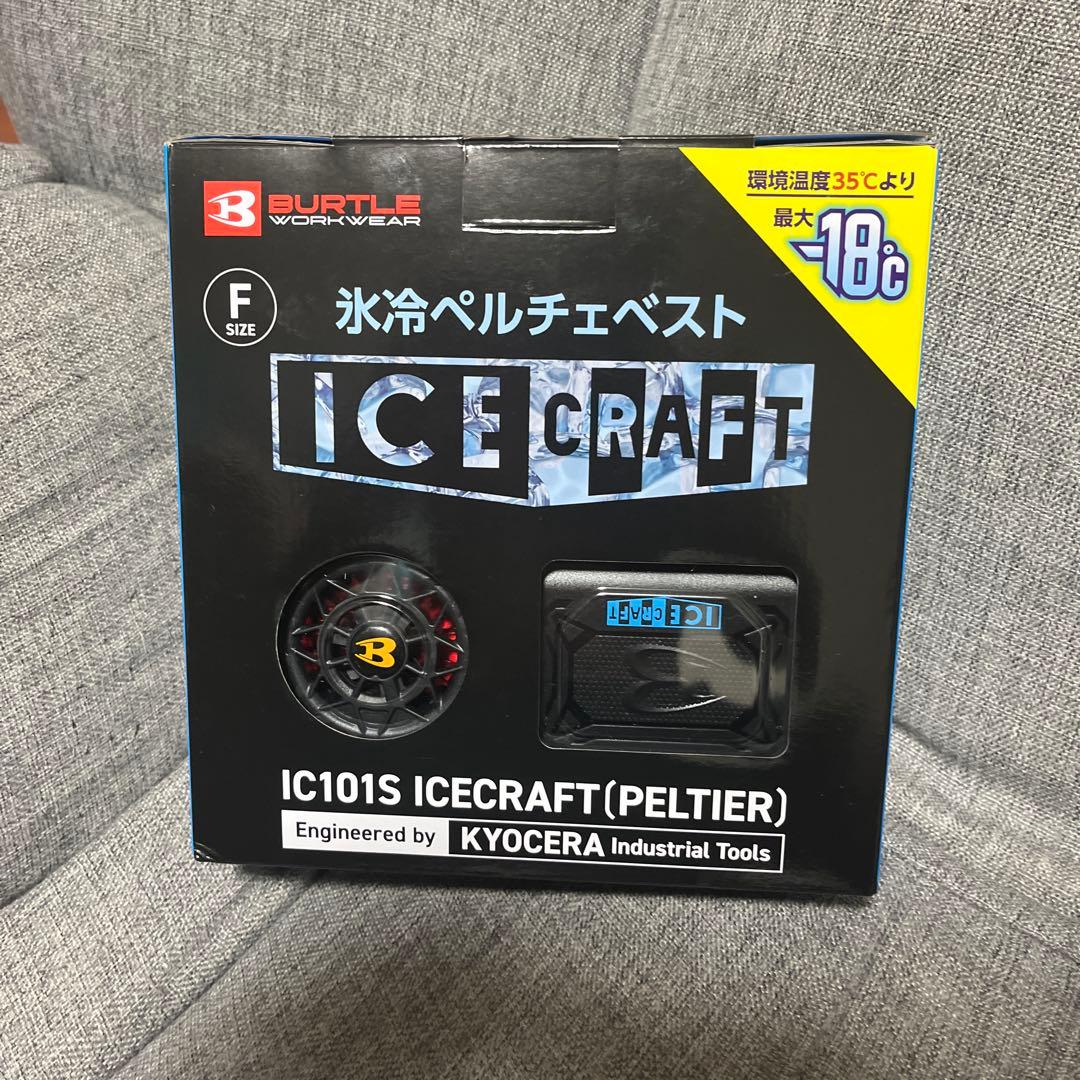 BURTLE
WORKWEAR
環境温度35℃より
最大
-18℃
F
SIZE
氷冷ペルチェベスト
ICE CRAFT
B
ICE CRAFT
IC101S ICECRAFT(PELTIER)
Engineered by KYOCERA Industrial Tools